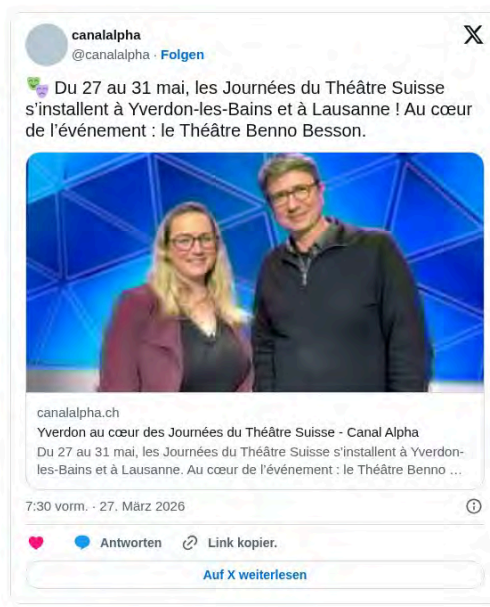 canalalpha
@canalalpha · Folgen
🎭 Du 27 au 31 mai, les Journées du Théâtre Suisse
s’installent à Yverdon-les-Bains et à Lausanne ! Au cœur
de l’événement : le Théâtre Benno Besson.
canalalpha.ch
Yverdon au cœur des Journées du Théâtre Suisse - Canal Alpha
Du 27 au 31 mai, les Journées du Théâtre Suisse s’installent à Yverdon-
les-Bains et à Lausanne. Au cœur de l’événement : le Théâtre Benno …
7:30 vorm. · 27. März 2026
Antworten
Link kopier.
Auf X weiterlesen